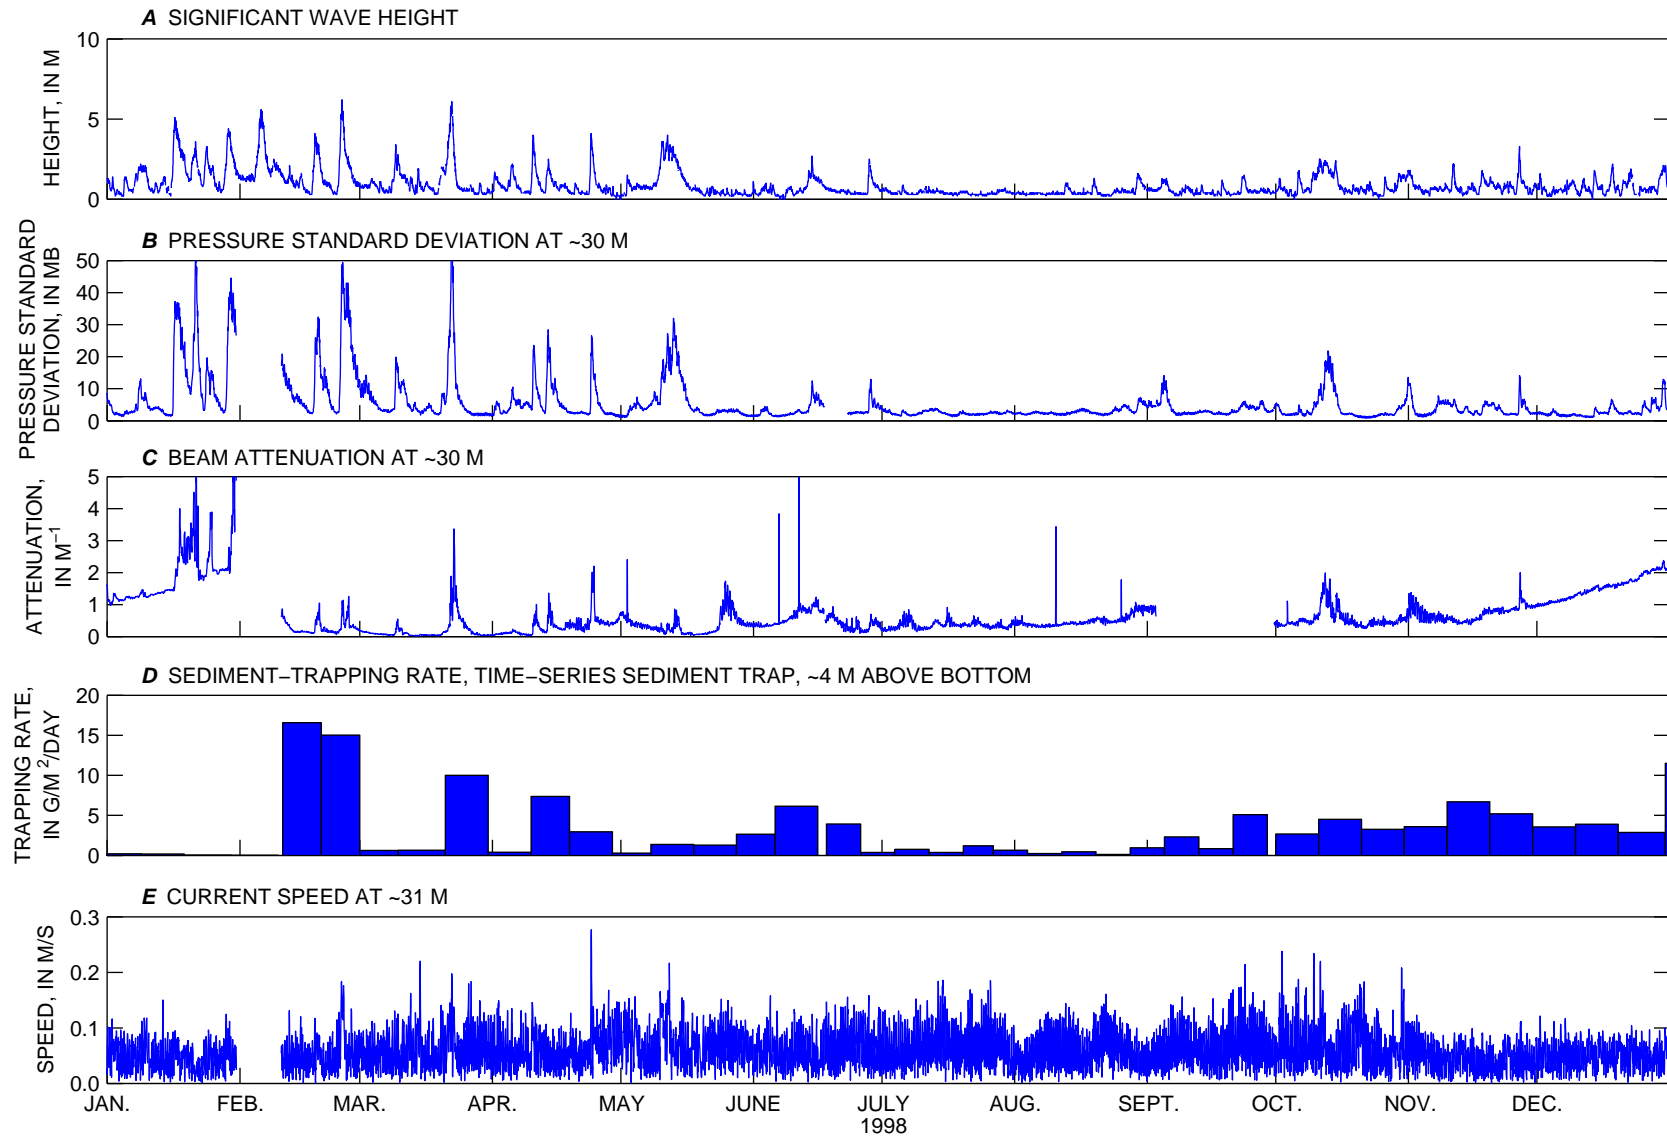 A SIGNIFICANT WAVE HEIGHT
HEIGHT, IN M
10
5
0
B PRESSURE STANDARD DEVIATION AT ~30 M
PRESSURE STANDARD
DEVIATION, IN MB
50
40
30
20
10
0
C BEAM ATTENUATION AT ~30 M
ATTENUATION,
IN M–1
5
4
3
2
1
0
D SEDIMENT–TRAPPING RATE, TIME–SERIES SEDIMENT TRAP, ~4 M ABOVE BOTTOM
TRAPPING RATE,
IN G/M 2/DAY
20
15
10
5
0
E CURRENT SPEED AT ~31 M
SPEED, IN M/S
0.3
0.2
0.1
0.0
JAN. FEB. MAR. APR. MAY JUNE JULY AUG. SEPT. OCT. NOV. DEC.
1998